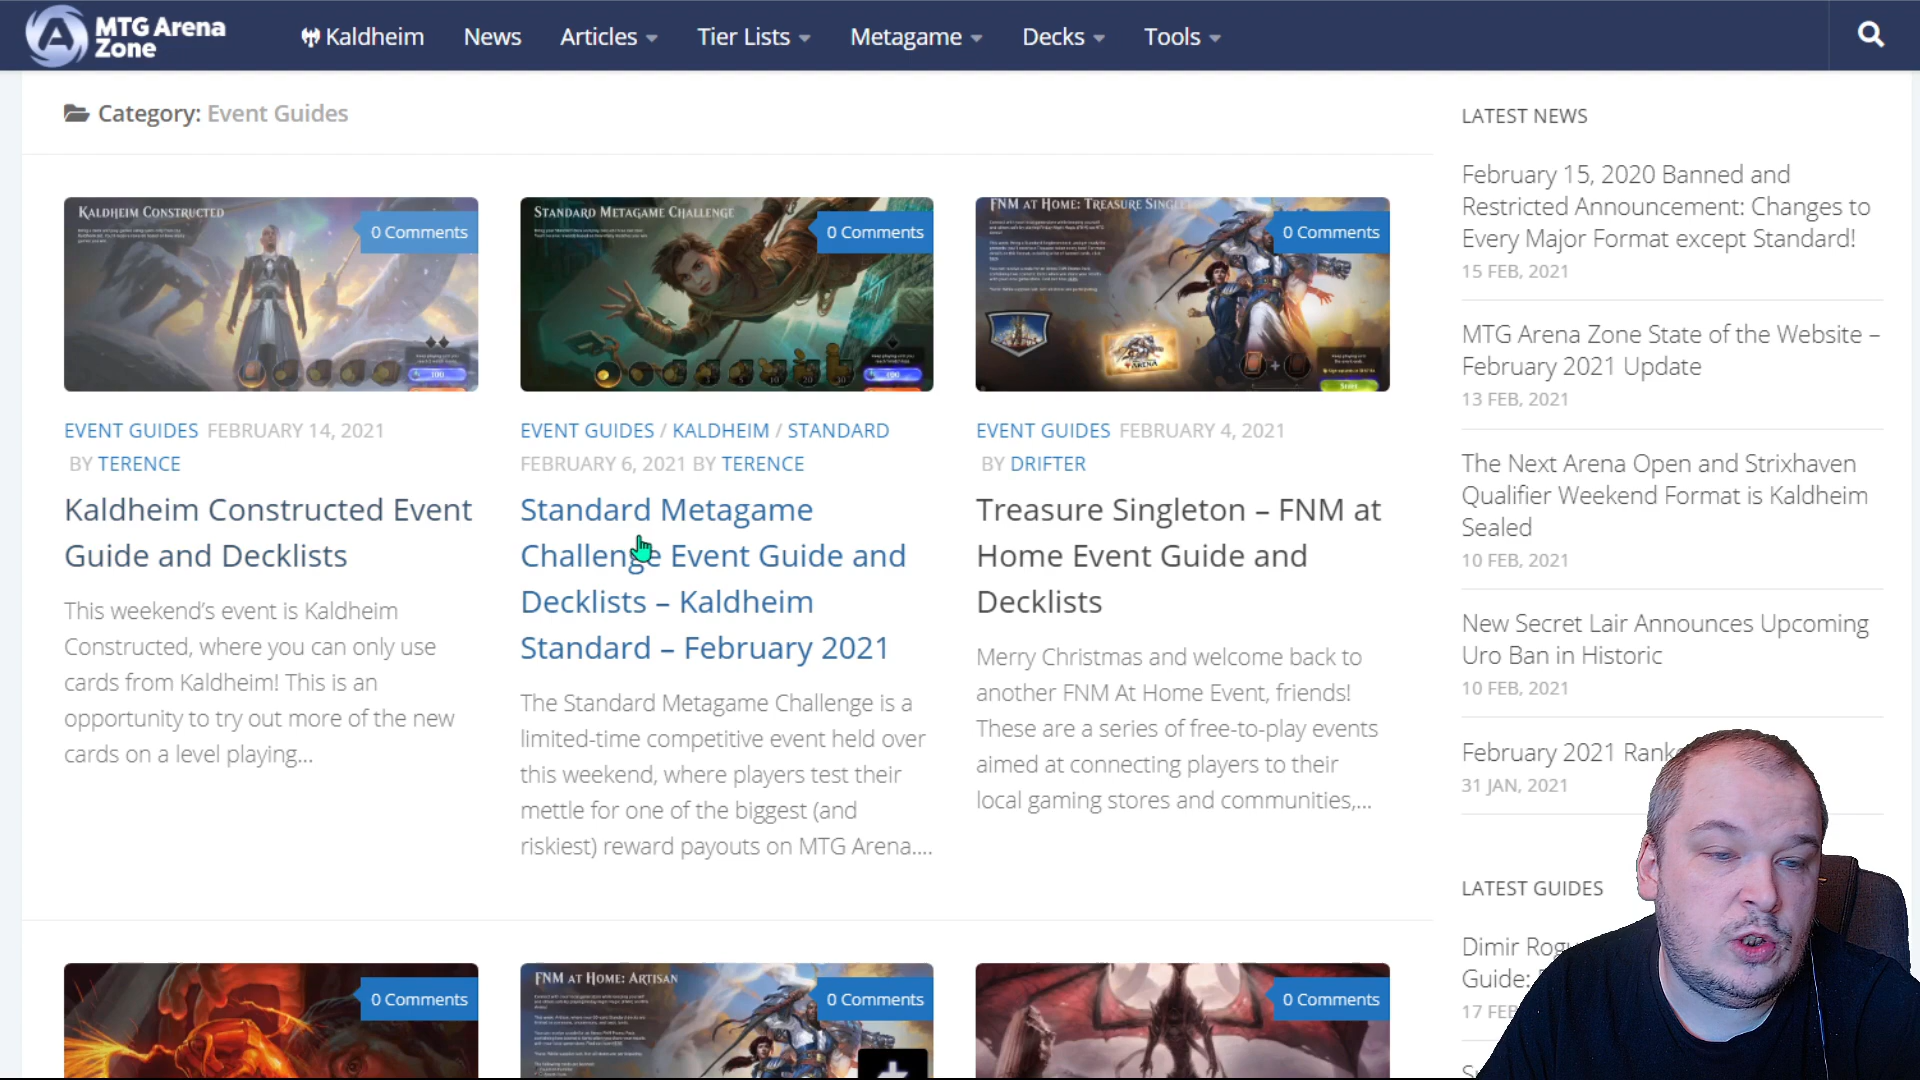 MTG Arena
Zone
Kaldheim
News
Articles
Tier Lists
Metagame
Decks
Tools
Category: Event Guides
KALDHEIM CONSTRUCTED
0 Comments
100
STANDARD METAGAME CHALLENGE
0 Comments
100
FNM AT HOME: TREASURE SINGLE
0 Comments
ARENA
Start
EVENT GUIDES FEBRUARY 14, 2021
BY TERENCE
Kaldheim Constructed Event
Guide and Decklists
This weekend's event is Kaldheim
Constructed, where you can only use
cards from Kaldheim! This is an
opportunity to try out more of the new
cards on a level playing...
EVENT GUIDES / KALDHEIM / STANDARD
FEBRUARY 6, 2021 BY TERENCE
Standard Metagame
Challenge Event Guide and
Decklists – Kaldheim
Standard – February 2021
The Standard Metagame Challenge is a
limited-time competitive event held over
this weekend, where players test their
mettle for one of the biggest (and
riskiest) reward payouts on MTG Arena....
EVENT GUIDES FEBRUARY 4, 2021
BY DRIFTER
Treasure Singleton – FNM at
Home Event Guide and
Decklists
Merry Christmas and welcome back to
another FNM At Home Event, friends!
These are a series of free-to-play events
aimed at connecting players to their
local gaming stores and communities,...
0 Comments
FNM AT HOME: ARTISAN
0 Comments
0 Comments
LATEST NEWS
February 15, 2020 Banned and
Restricted Announcement: Changes to
Every Major Format except Standard!
15 FEB, 2021
MTG Arena Zone State of the Website –
February 2021 Update
13 FEB, 2021
The Next Arena Open and Strixhaven
Qualifier Weekend Format is Kaldheim
Sealed
10 FEB, 2021
New Secret Lair Announces Upcoming
Uro Ban in Historic
10 FEB, 2021
February 2021 Rank
31 JAN, 2021
LATEST GUIDES
Dimir Rog
Guide:
17 FEB